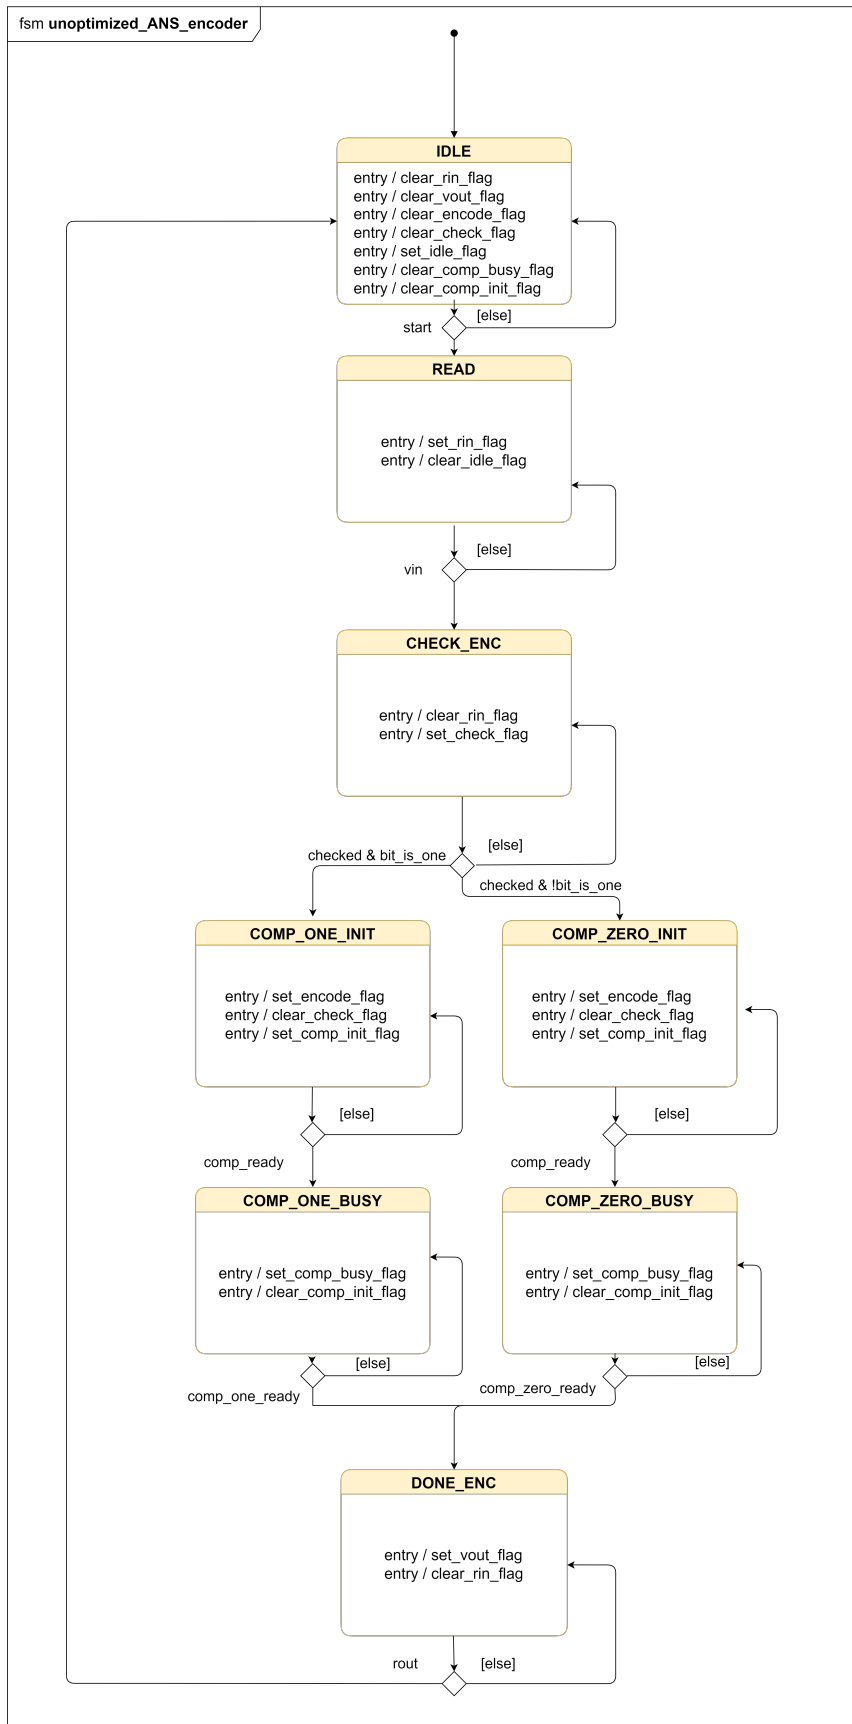 fsm unoptimized_ANS_encoder
IDLE
entry / clear_rin_flag
entry / clear_vout_flag
entry / clear_encode_flag
entry / clear_check_flag
entry / set_idle_flag
entry / clear_comp_busy_flag
entry / clear_comp_init_flag
[else]
start
READ
entry / set_rin_flag
entry / clear_idle_flag
[else]
vin
CHECK_ENC
entry / clear_rin_flag
entry / set_check_flag
[else]
checked & bit_is_one
checked & !bit_is_one
COMP_ONE_INIT
entry / set_encode_flag
entry / clear_check_flag
entry / set_comp_init_flag
[else]
comp_ready
COMP_ZERO_INIT
entry / set_encode_flag
entry / clear_check_flag
entry / set_comp_init_flag
[else]
comp_ready
COMP_ONE_BUSY
entry / set_comp_busy_flag
entry / clear_comp_init_flag
[else]
comp_one_ready
COMP_ZERO_BUSY
entry / set_comp_busy_flag
entry / clear_comp_init_flag
[else]
comp_zero_ready
DONE_ENC
entry / set_vout_flag
entry / clear_rin_flag
rout
[else]